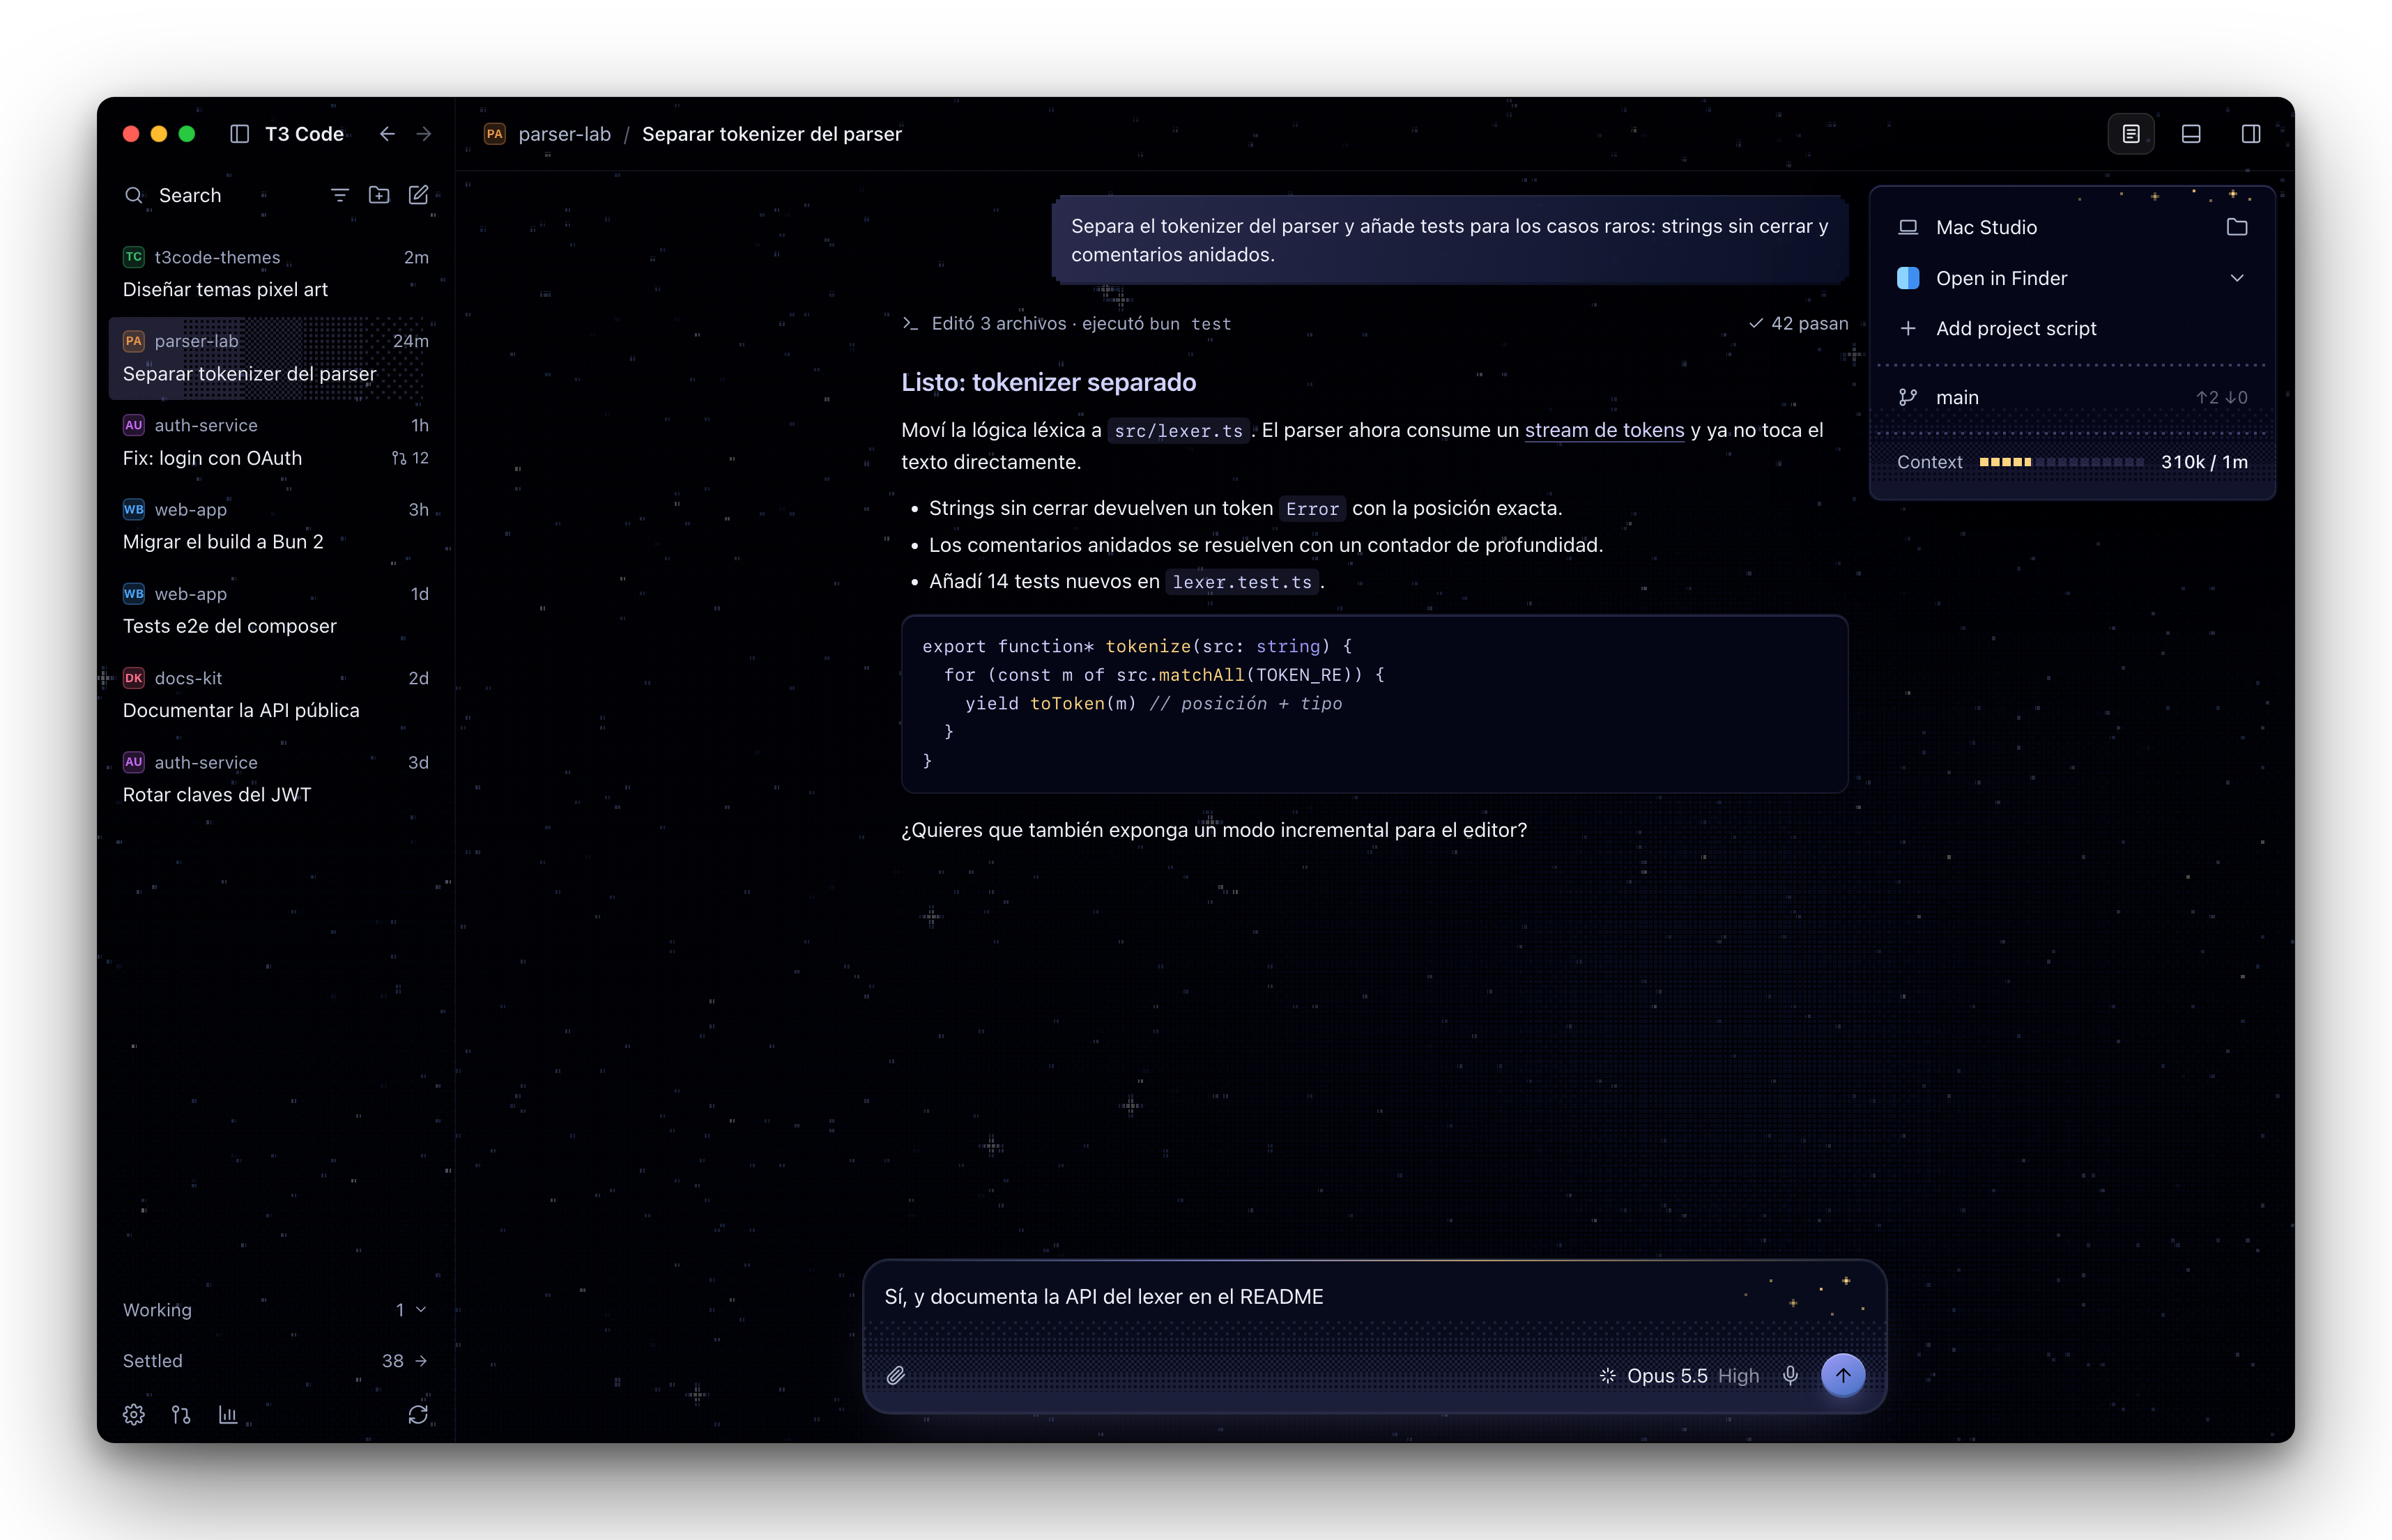 T3 Code
Search
TC t3code-themes 2m
Diseñar temas pixel art
PA parser-lab 24m
Separar tokenizer del parser
AU auth-service 1h
Fix: login con OAuth 12
WB web-app 3h
Migrar el build a Bun 2
WB web-app 1d
Tests e2e del composer
DK docs-kit 2d
Documentar la API pública
AU auth-service 3d
Rotar claves del JWT
Working 1
Settled 38 →
PA parser-lab / Separar tokenizer del parser
Separa el tokenizer del parser y añade tests para los casos raros: strings sin cerrar y
comentarios anidados.
Editó 3 archivos · ejecutó bun test ✓ 42 pasan
Listo: tokenizer separado
Moví la lógica léxica a src/lexer.ts. El parser ahora consume un stream de tokens y ya no toca el
texto directamente.
• Strings sin cerrar devuelven un token Error con la posición exacta.
• Los comentarios anidados se resuelven con un contador de profundidad.
• Añadí 14 tests nuevos en lexer.test.ts.
export function* tokenize(src: string) {
  for (const m of src.matchAll(TOKEN_RE)) {
    yield toToken(m) // posición + tipo
  }
}
¿Quieres que también exponga un modo incremental para el editor?
Sí, y documenta la API del lexer en el README
Opus 5.5 High
Mac Studio
Open in Finder
Add project script
main ↑2 ↓0
Context 310k / 1m